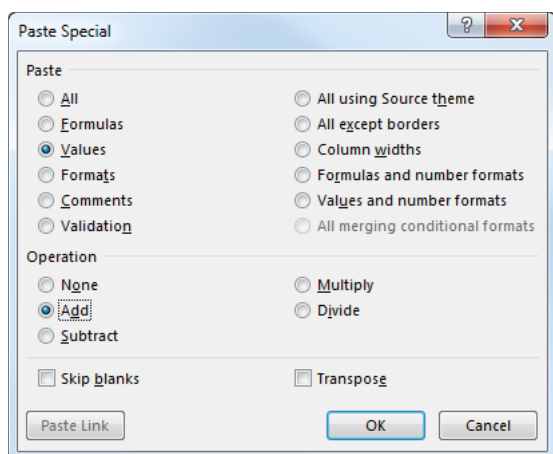 Paste Special
Paste
All
All using Source theme
Formulas
All except borders
Values
Column widths
Formats
Formulas and number formats
Comments
Values and number formats
Validation
All merging conditional formats
Operation
None
Multiply
Add
Divide
Subtract
Skip blanks
Transpose
Paste Link
OK
Cancel